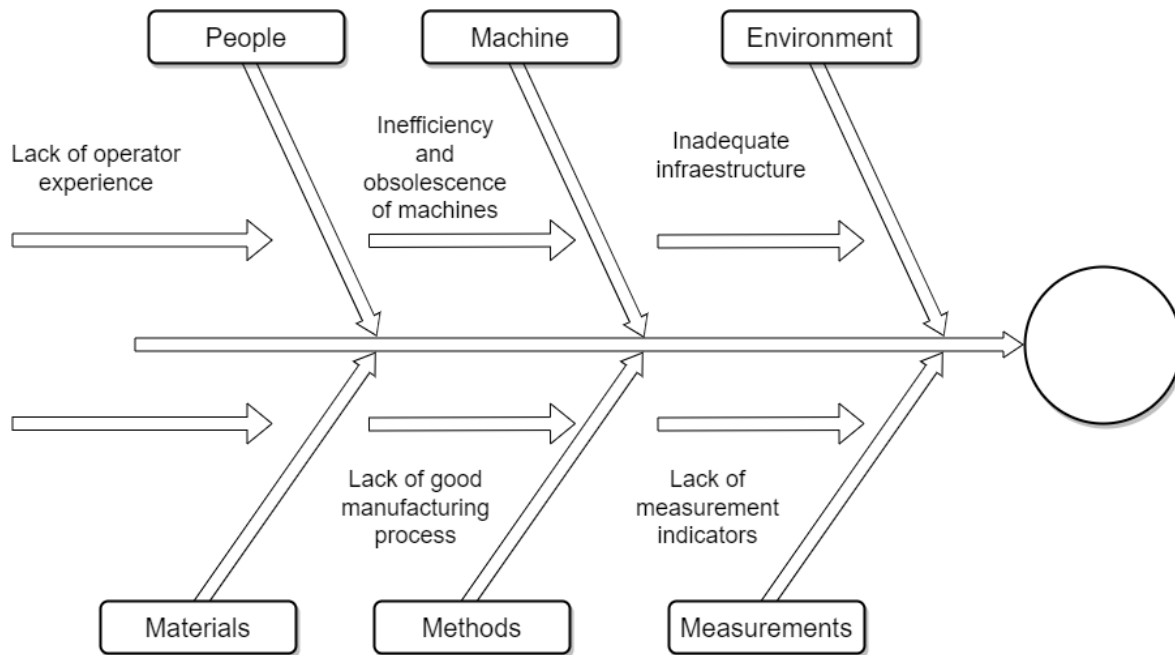 People
Machine
Environment
Lack of operator
experience
Inefficiency
and
obsolescence
of machines
Inadequate
infraestructure
Lack of good
manufacturing
process
Lack of
measurement
indicators
Materials
Methods
Measurements